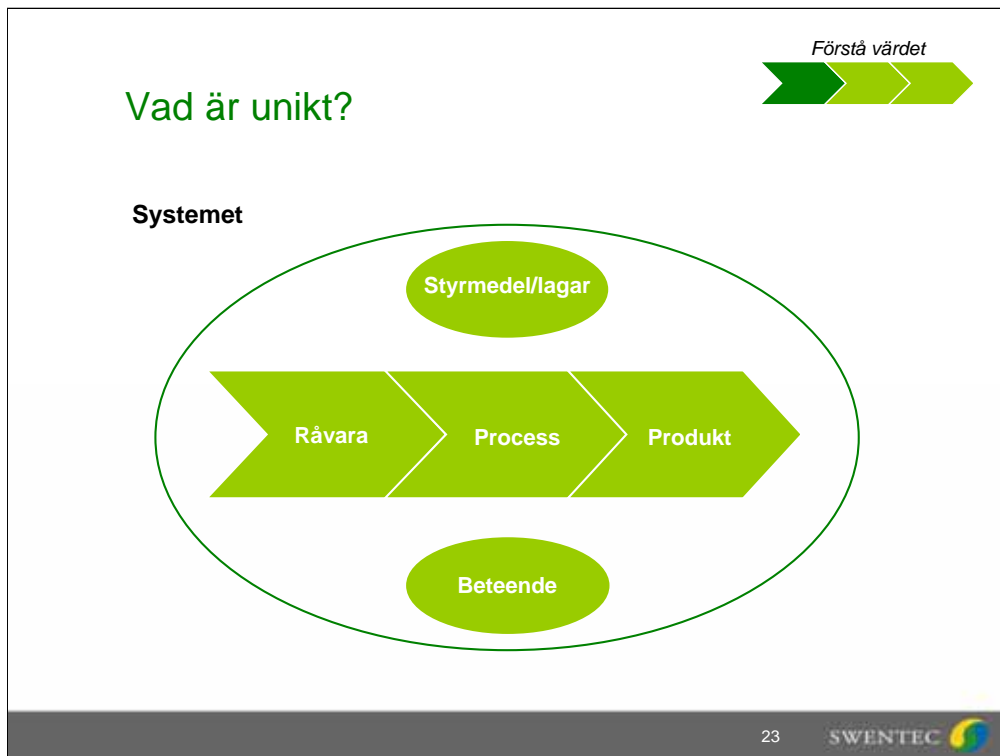 Förstå värdet
Vad är unikt?
Systemet
Styrmedel/lagar
Råvara
Process
Produkt
Beteende
23
SWENTEC